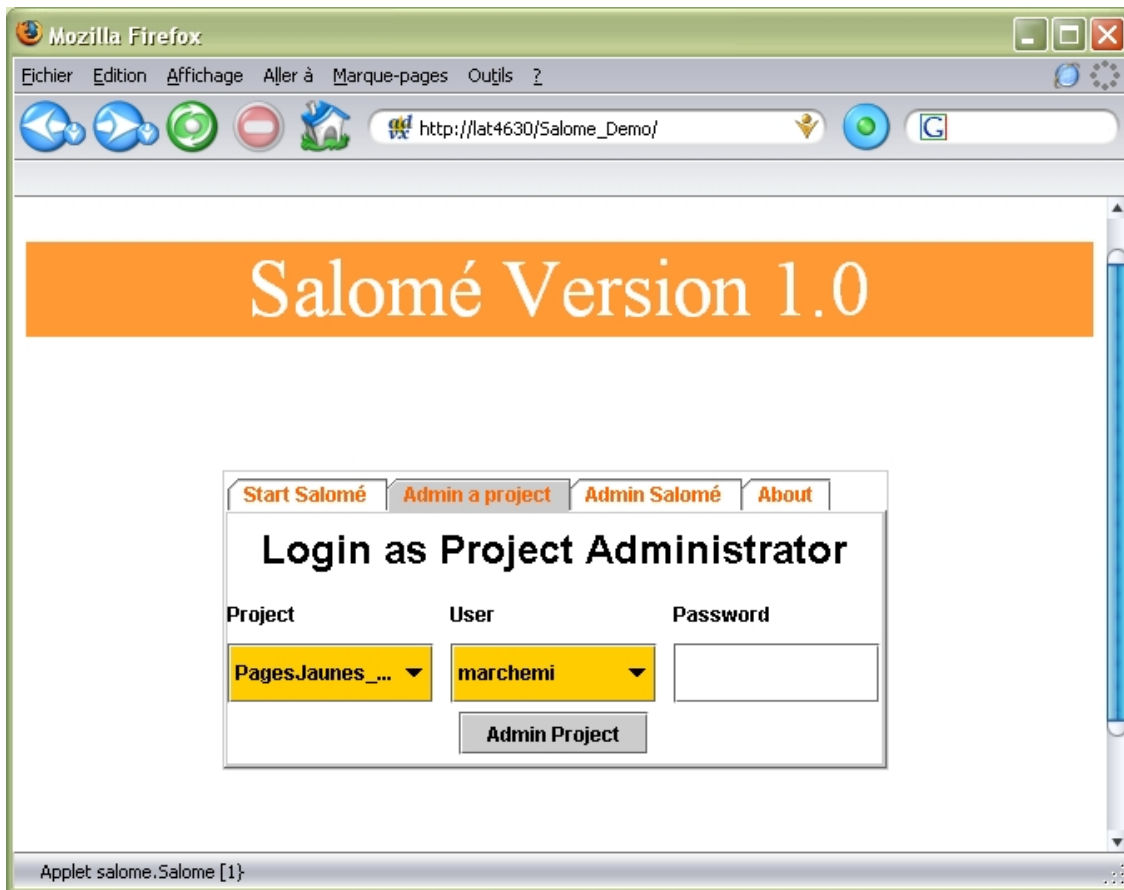 Mozilla Firefox
Fichier Edition Affichage Aller à Marque-pages Outils ?
http://lat4630/Salome_Demo/ G
Salomé Version 1.0
Start Salomé Admin a project Admin Salomé About
Login as Project Administrator
Project User Password
PagesJaunes_... marchemi
Admin Project
Applet salome.Salome [1}